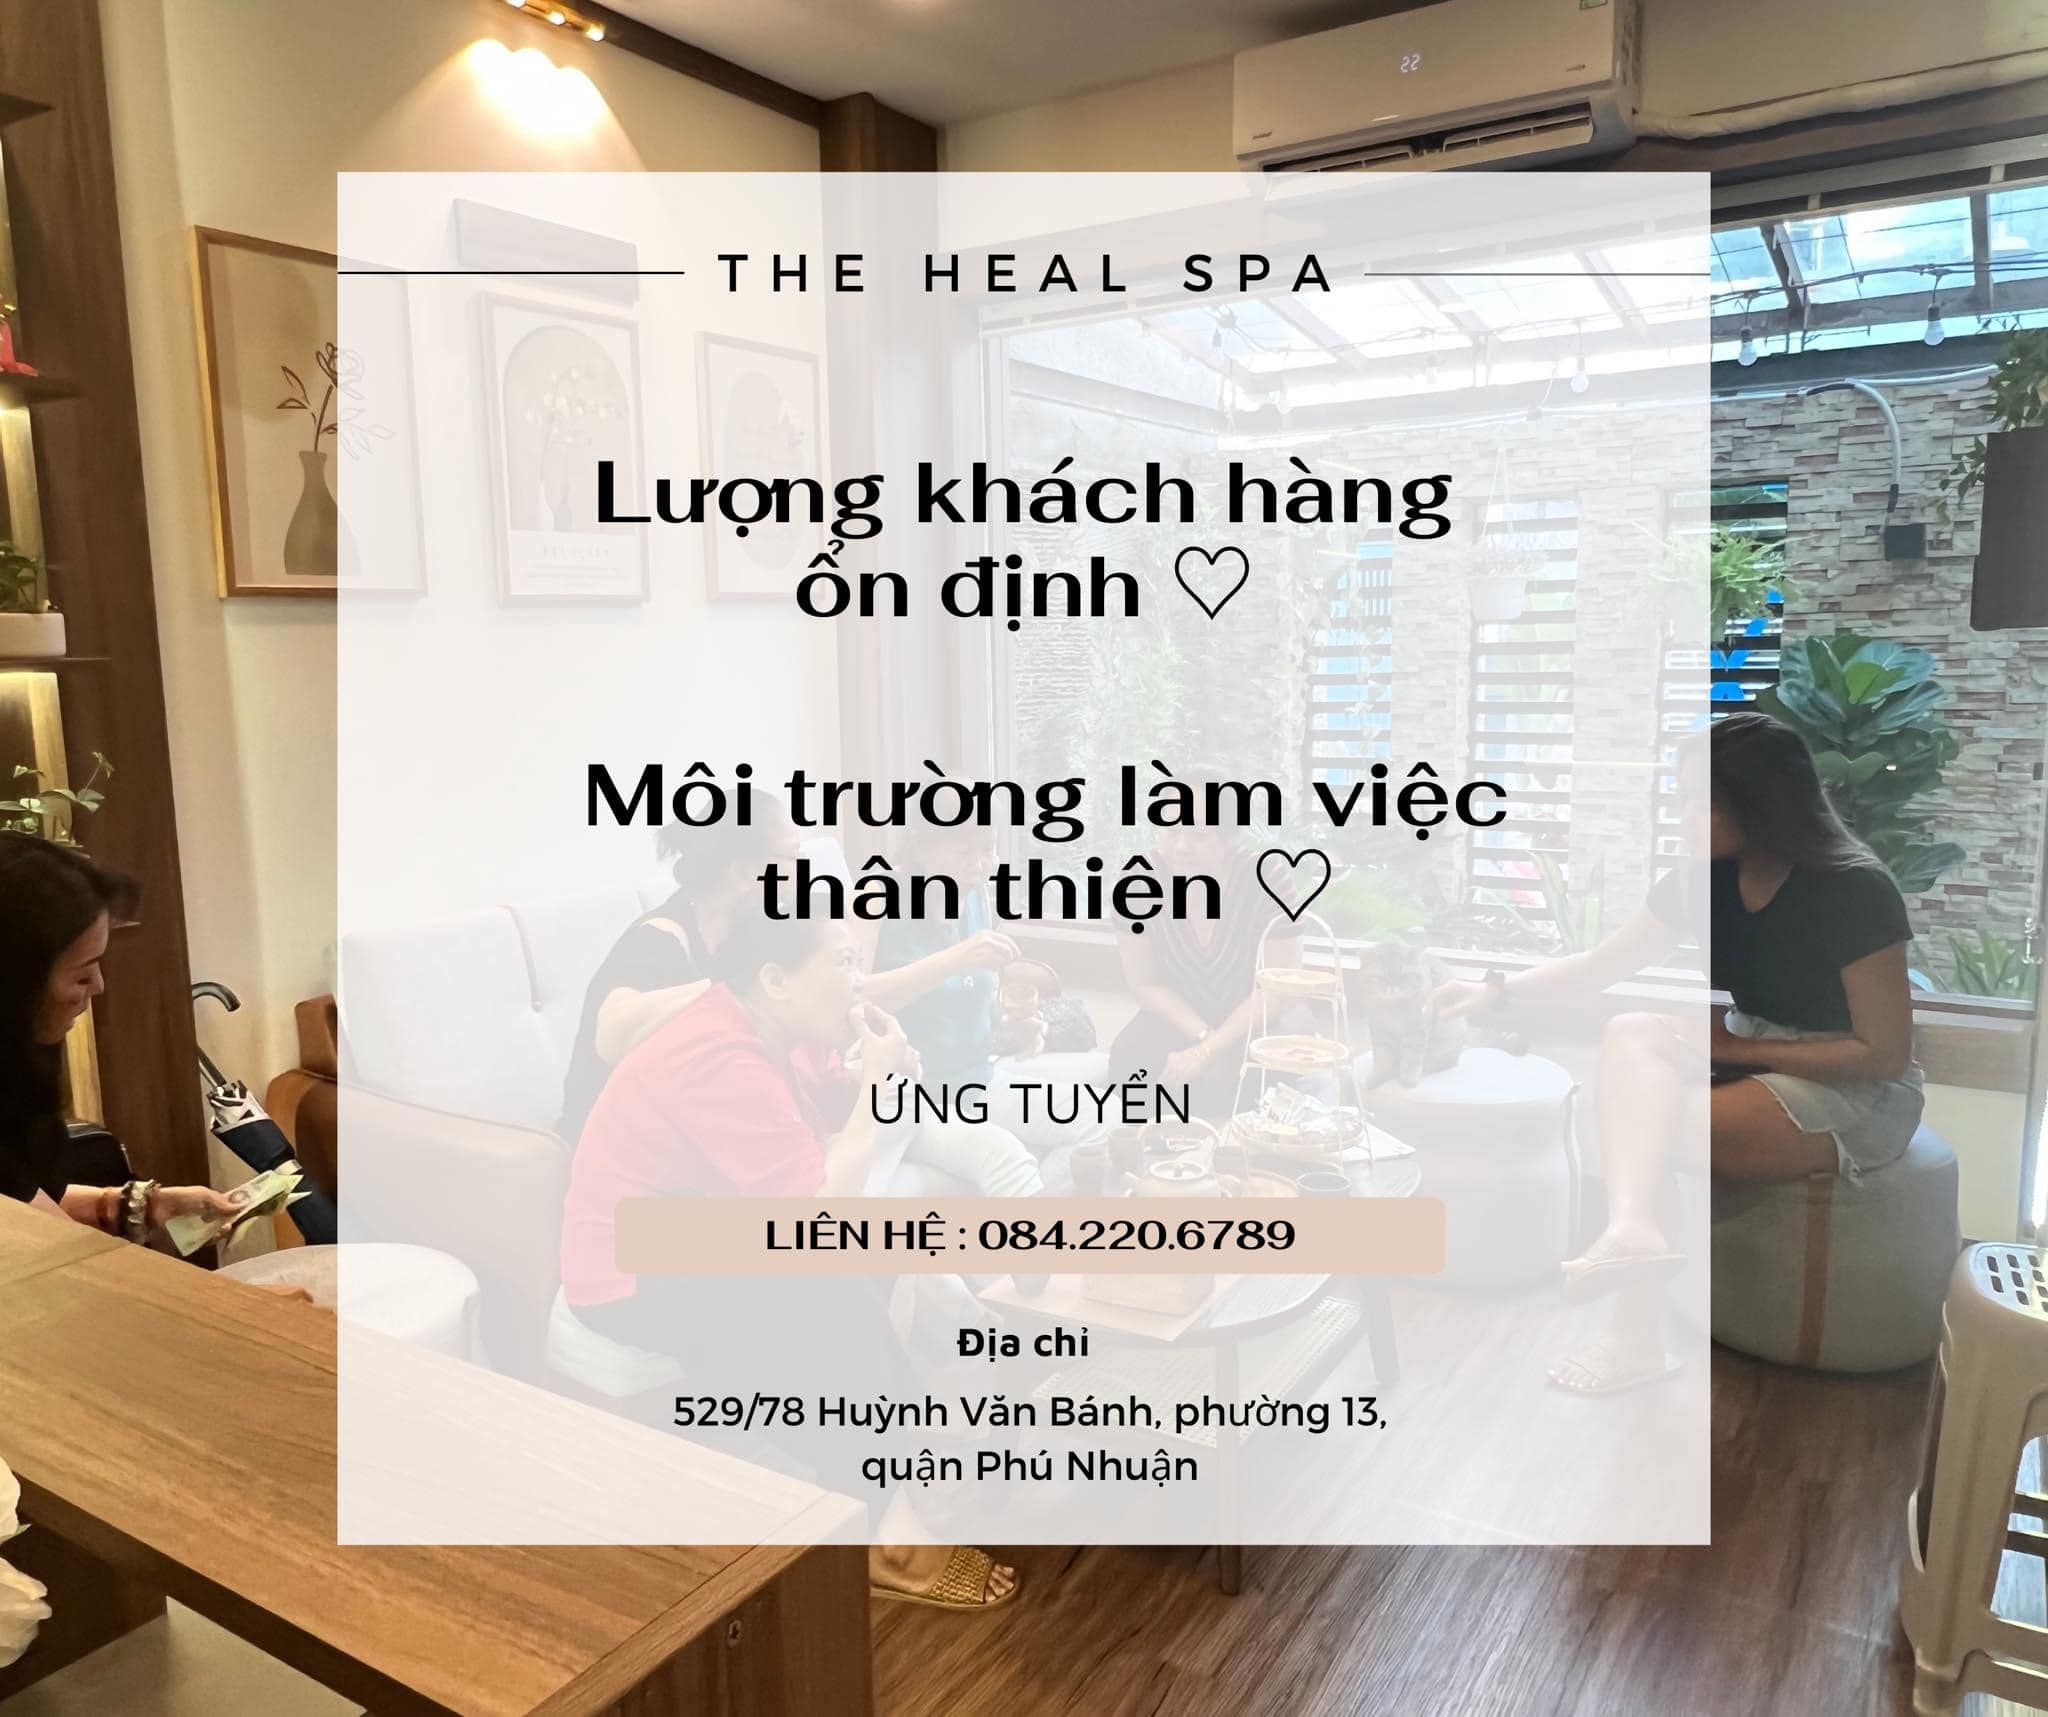 THE HEAL SPA
Lượng khách hàng
ổn định ♡
Môi trường làm việc
thân thiện ♡
ỨNG TUYỂN
LIÊN HỆ : 084.220.6789
Địa chỉ
529/78 Huỳnh Văn Bánh, phường 13,
quận Phú Nhuận
22